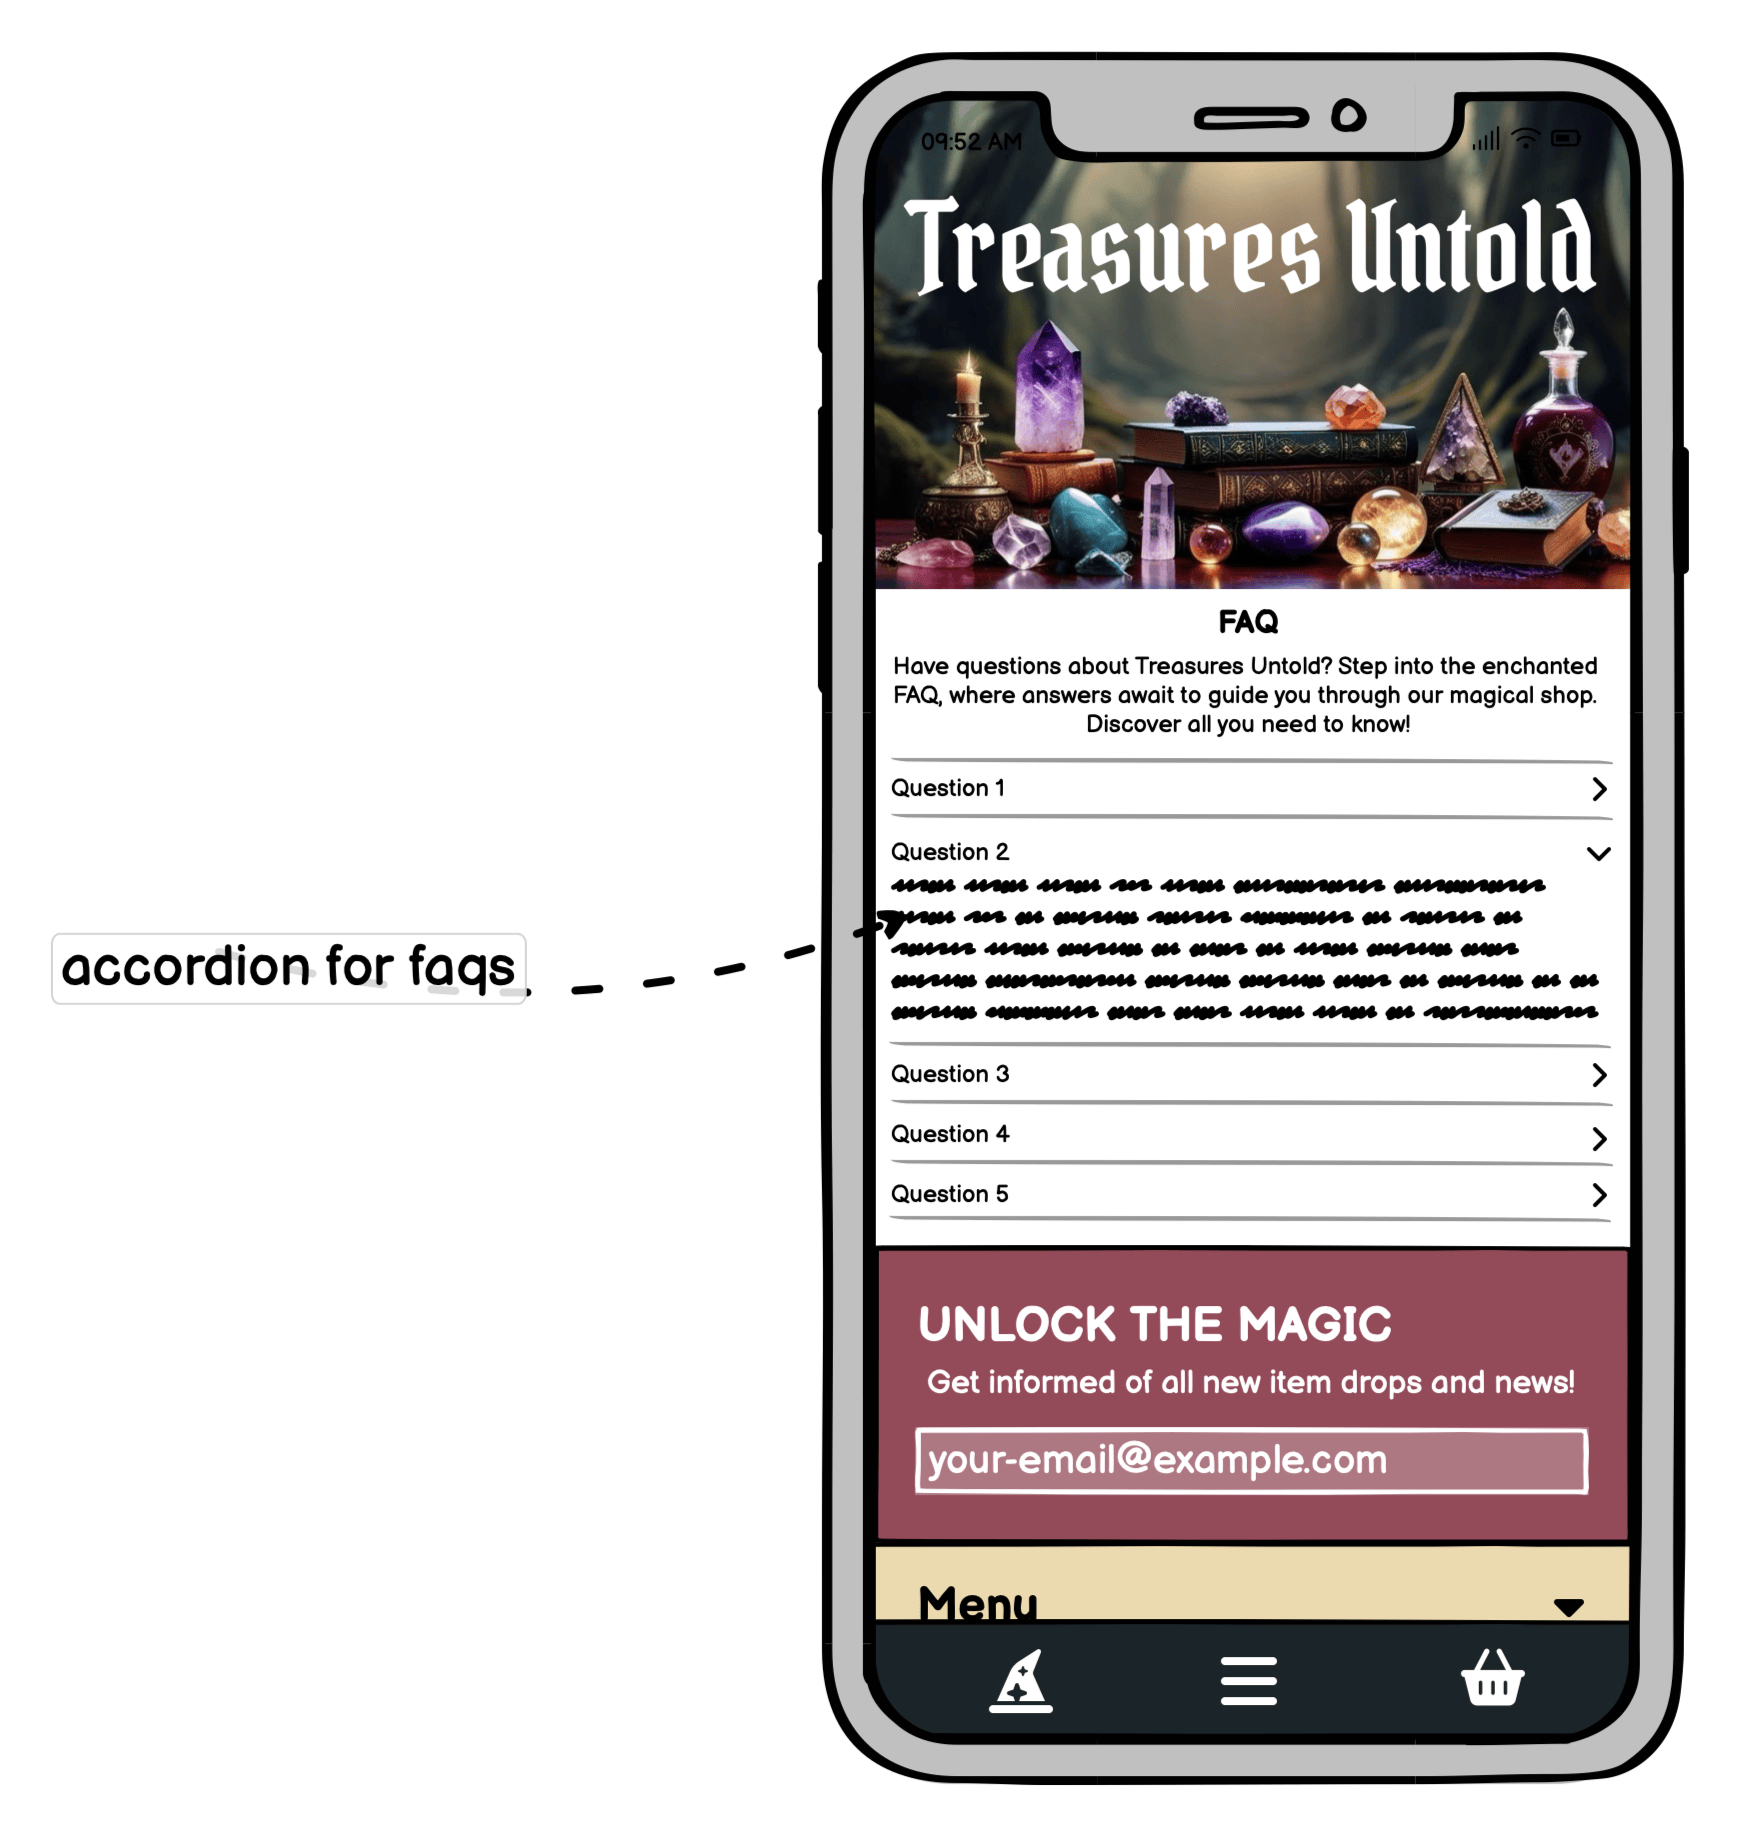 09:52 AM
Treasures Untold
FAQ
Have questions about Treasures Untold? Step into the enchanted
FAQ, where answers await to guide you through our magical shop.
Discover all you need to know!
Question 1
Question 2
accordion for faqs
Question 3
Question 4
Question 5
UNLOCK THE MAGIC
Get informed of all new item drops and news!
your-email@example.com
Menu